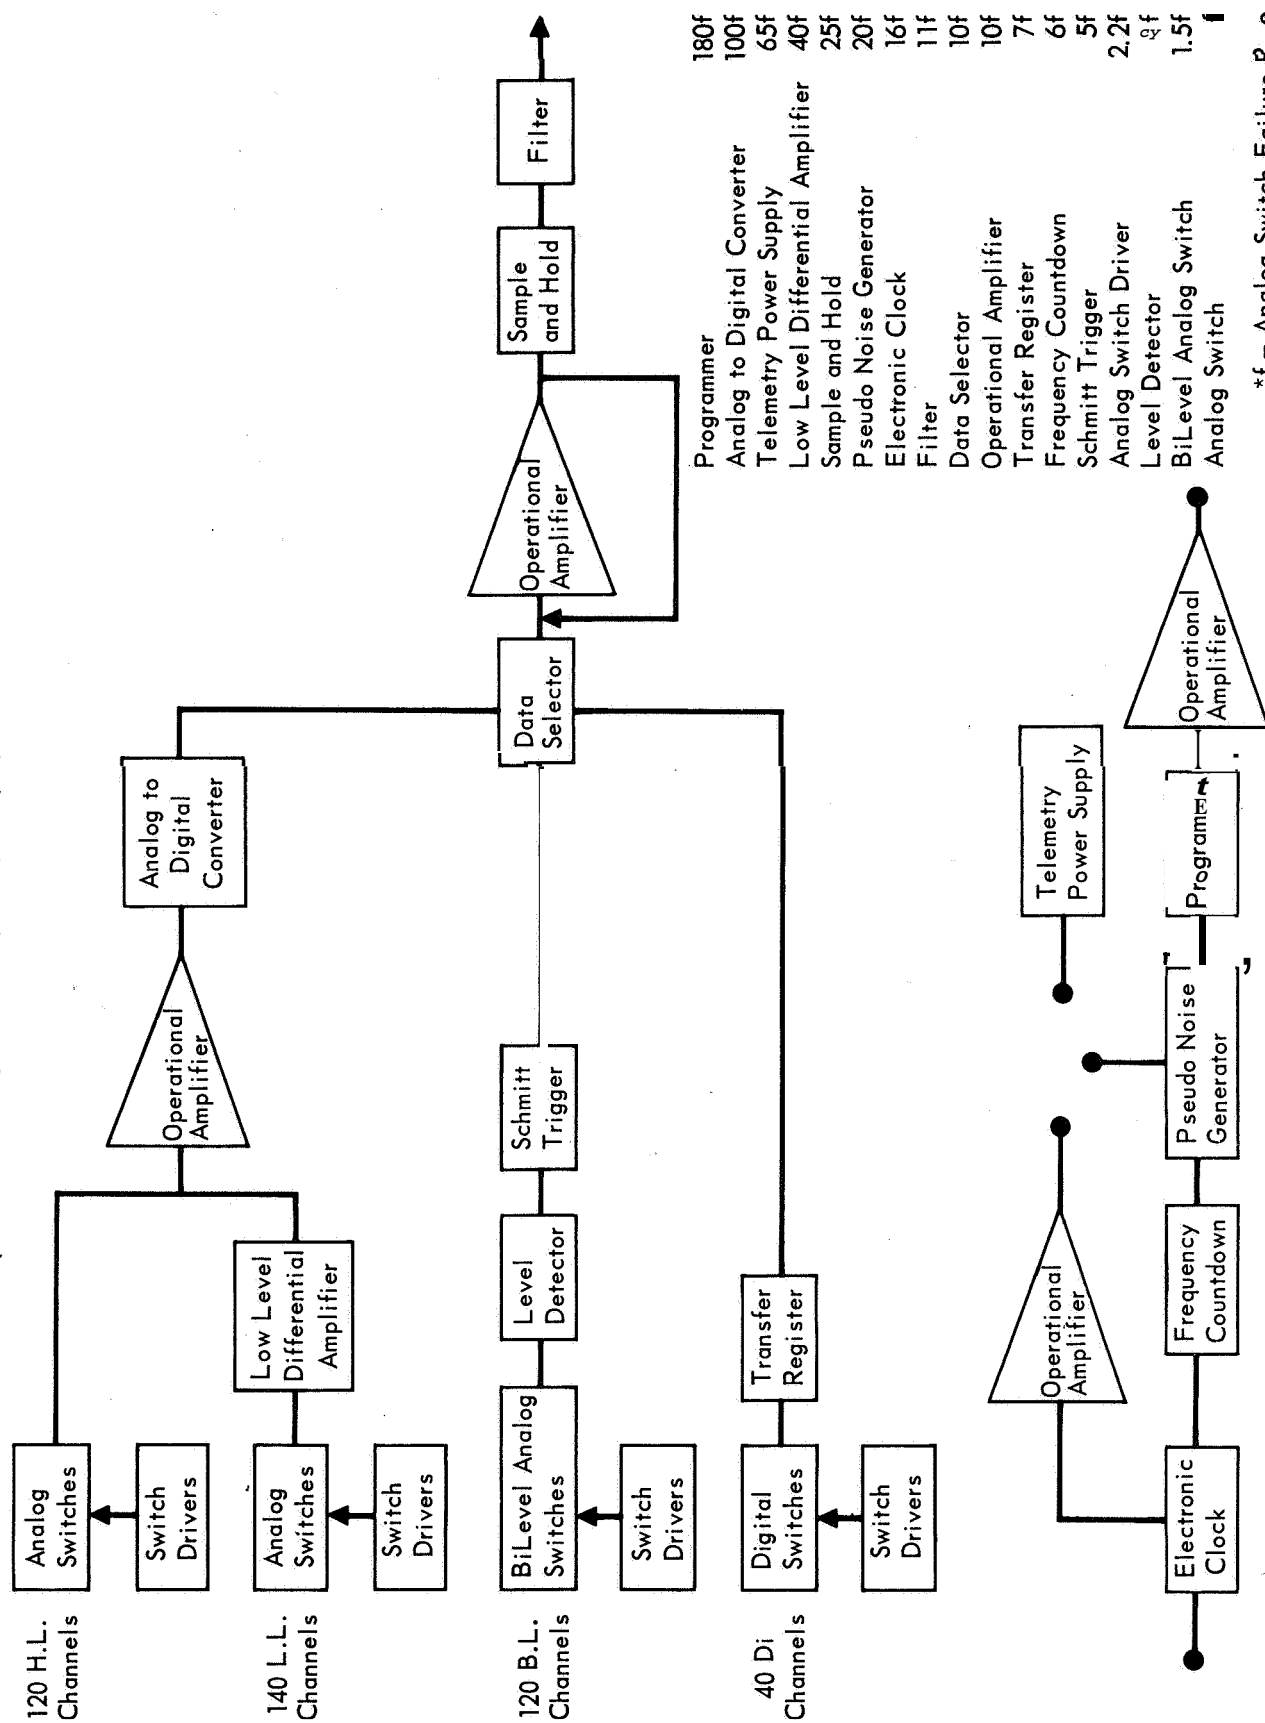 120 H.L.
Channels
Analog
Switches
Switch
Drivers
140 L.L.
Channels
Analog
Switches
Switch
Drivers
Low Level
Differential
Amplifier
Operational
Amplifier
Analog to
Digital
Converter
120 B.L.
Channels
BiLevel Analog
Switches
Switch
Drivers
Level
Detector
Schmitt
Trigger
Data
Selector
Operational
Amplifier
Sample
and Hold
Filter
40 Di
Channels
Digital
Switches
Switch
Drivers
Transfer
Register
Electronic
Clock
Operational
Amplifier
Frequency
Countdown
Pseudo Noise
Generator
Telemetry
Power Supply
Operational
Amplifier
Programmer 180f
Analog to Digital Converter 100f
Telemetry Power Supply 65f
Low Level Differential Amplifier 40f
Sample and Hold 25f
Pseudo Noise Generator 20f
Electronic Clock 16f
Filter 11f
Data Selector 10f
Operational Amplifier 10f
Transfer Register 7f
Frequency Countdown 6f
Schmitt Trigger 5f
Analog Switch Driver 2.2f
Level Detector
BiLevel Analog Switch 1.5f
Analog Switch
*f = Analog Switch Failure